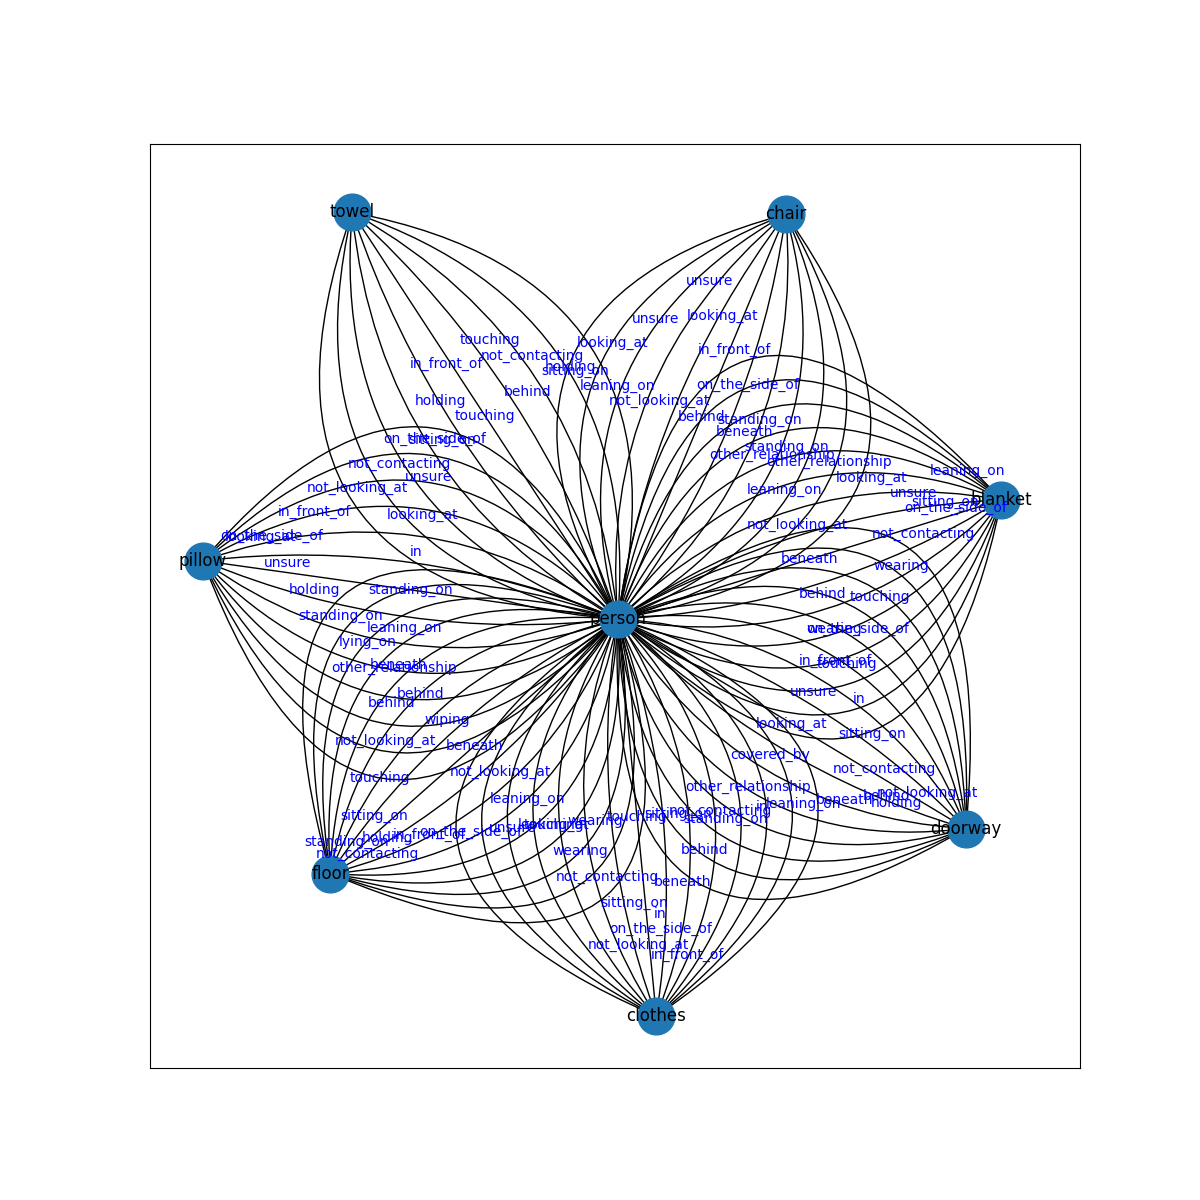 towel
chair
unsure
looking_at
unsure
touching
looking_at
not_contacting
in_front_of
in_front_of
holding
sitting_on
leaning_on
on_the_side_of
behind
holding
not_looking_at
touching
behind
standing_on
beneath
on_the_side_of
sitting_on
standing_on
other_relationship
other_relationship
not_contacting
leaning_on
unsure
looking_at
not_looking_at
leaning_on
unsure
blanket
sitting_on
on_the_side_of
in_front_of
looking_at
not_looking_at
on_the_side_of
looking_at
not_contacting
in
pillow
unsure
beneath
wearing
holding
standing_on
behind
touching
standing_on
person
leaning_on
wearing
on_the_side_of
lying_on
beneath
other_relationship
in_front_of
touching
behind
behind
unsure
in
wiping
looking_at
sitting_on
not_looking_at
beneath
covered_by
not_looking_at
not_contacting
touching
leaning_on
other_relationship
not_looking_at
beneath
behind
holding
in
leaning_on
sitting_on
not_contacting
standing_on
touching
wearing
unsure
looking_at
touching
on_the_side_of
in_front_of
holding
standing_on
sitting_on
doorway
not_contacting
wearing
behind
floor
not_contacting
beneath
sitting_on
in
on_the_side_of
not_looking_at
in_front_of
clothes